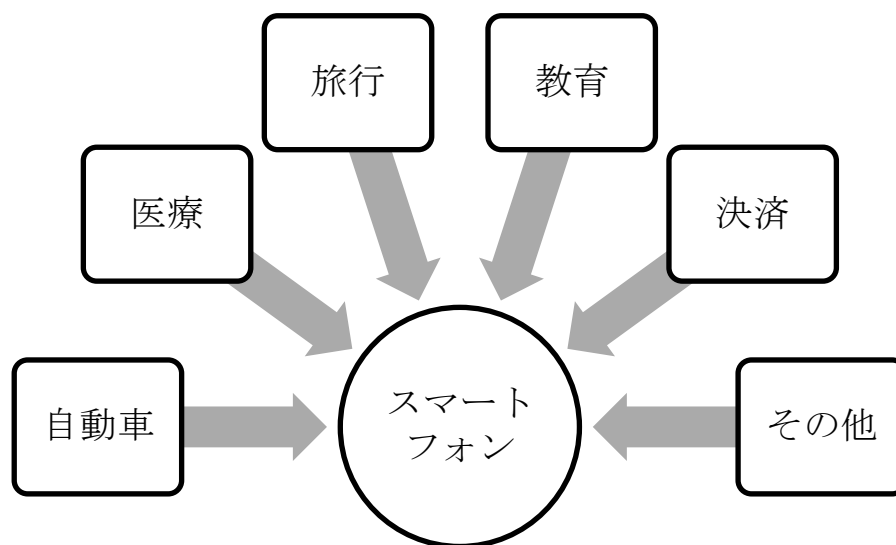 旅行
教育
医療
決済
自動車
スマート
フォン
その他